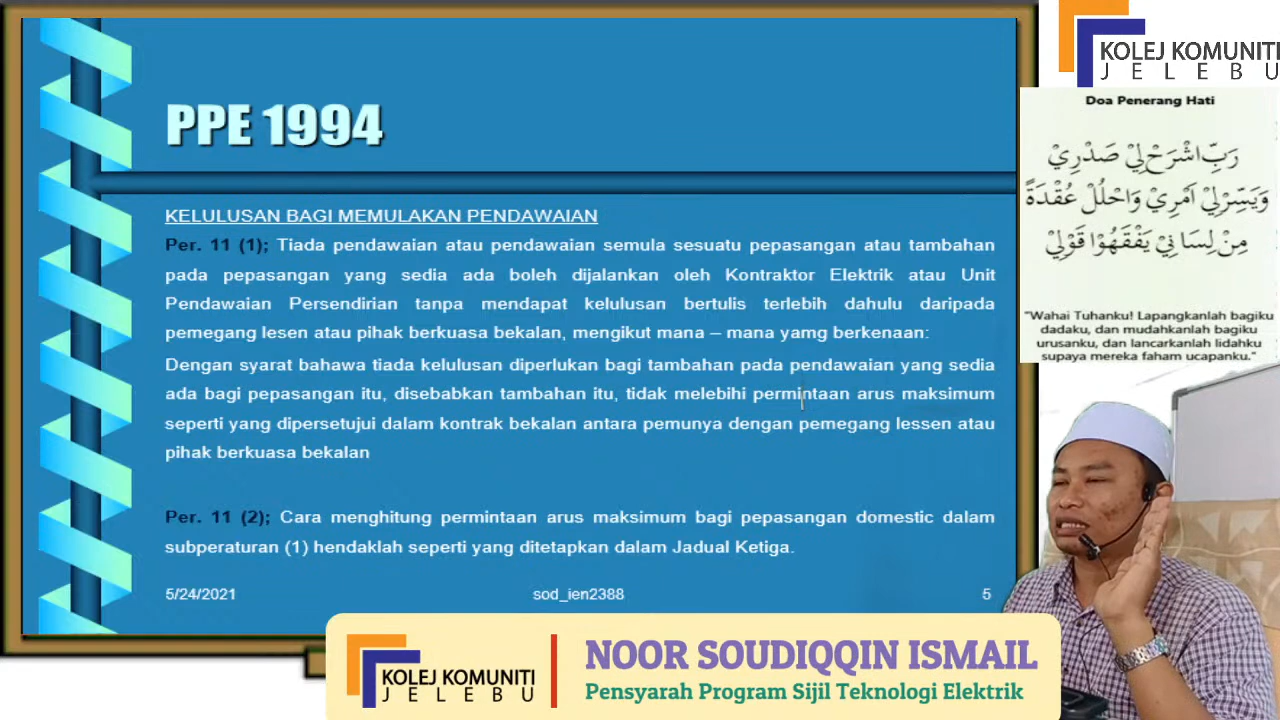 PPE 1994
KELULUSAN BAGI MEMULAKAN PENDAWAIAN
Per. 11 (1); Tiada pendawaian atau pendawaian semula sesuatu pepasangan atau tambahan
pada pepasangan yang sedia ada boleh dijalankan oleh Kontraktor Elektrik atau Unit
Pendawaian Persendirian tanpa mendapat kelulusan bertulis terlebih dahulu daripada
pemegang lesen atau pihak berkuasa bekalan, mengikut mana – mana yamg berkenaan:
Dengan syarat bahawa tiada kelulusan diperlukan bagi tambahan pada pendawaian yang sedia
ada bagi pepasangan itu, disebabkan tambahan itu, tidak melebihi permintaan arus maksimum
seperti yang dipersetujui dalam kontrak bekalan antara pemunya dengan pemegang lessen atau
pihak berkuasa bekalan
Per. 11 (2); Cara menghitung permintaan arus maksimum bagi pepasangan domestic dalam
subperaturan (1) hendaklah seperti yang ditetapkan dalam Jadual Ketiga.
5/24/2021 sod_ien2388 5
KOLEJ KOMUNITI
JELEBU
Doa Penerang Hati
رَبِّ اشْرَحْ لِيْ صَدْرِيْ
وَيَسِّرْ لِيْ اَمْرِيْ وَاحْلُلْ عُقْدَةً
مِنْ لِسَانِيْ يَفْقَهُوْا قَوْلِيْ
"Wahai Tuhanku! Lapangkanlah bagiku
dadaku, dan mudahkanlah bagiku
urusanku, dan lancarkanlah lidahku
supaya mereka faham ucapanku."
KOLEJ KOMUNITI
JELEBU
NOOR SOUDIQQIN ISMAIL
Pensyarah Program Sijil Teknologi Elektrik